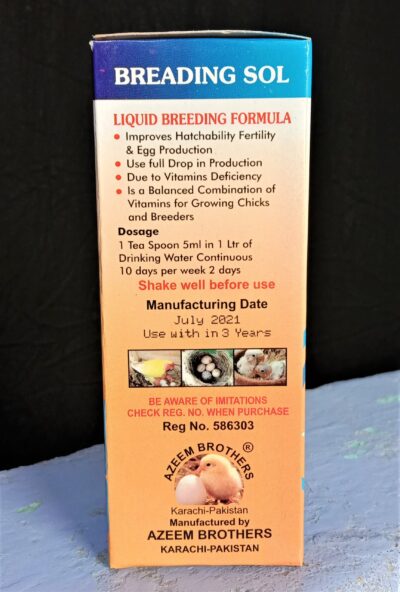 BREADING SOL
LIQUID BREEDING FORMULA
• Improves Hatchability Fertility
& Egg Production
• Use full Drop in Production
• Due to Vitamins Deficiency
• Is a Balanced Combination of
Vitamins for Growing Chicks
and Breeders
Dosage
1 Tea Spoon 5ml in 1 Ltr of
Drinking Water Continuous
10 days per week 2 days
Shake well before use
Manufacturing Date
July 2021
Use with in 3 Years
BE AWARE OF IMITATIONS
CHECK REG. NO. WHEN PURCHASE
Reg No. 586303
AZEEM BROTHERS ®
Karachi-Pakistan
Manufactured by
AZEEM BROTHERS
KARACHI-PAKISTAN